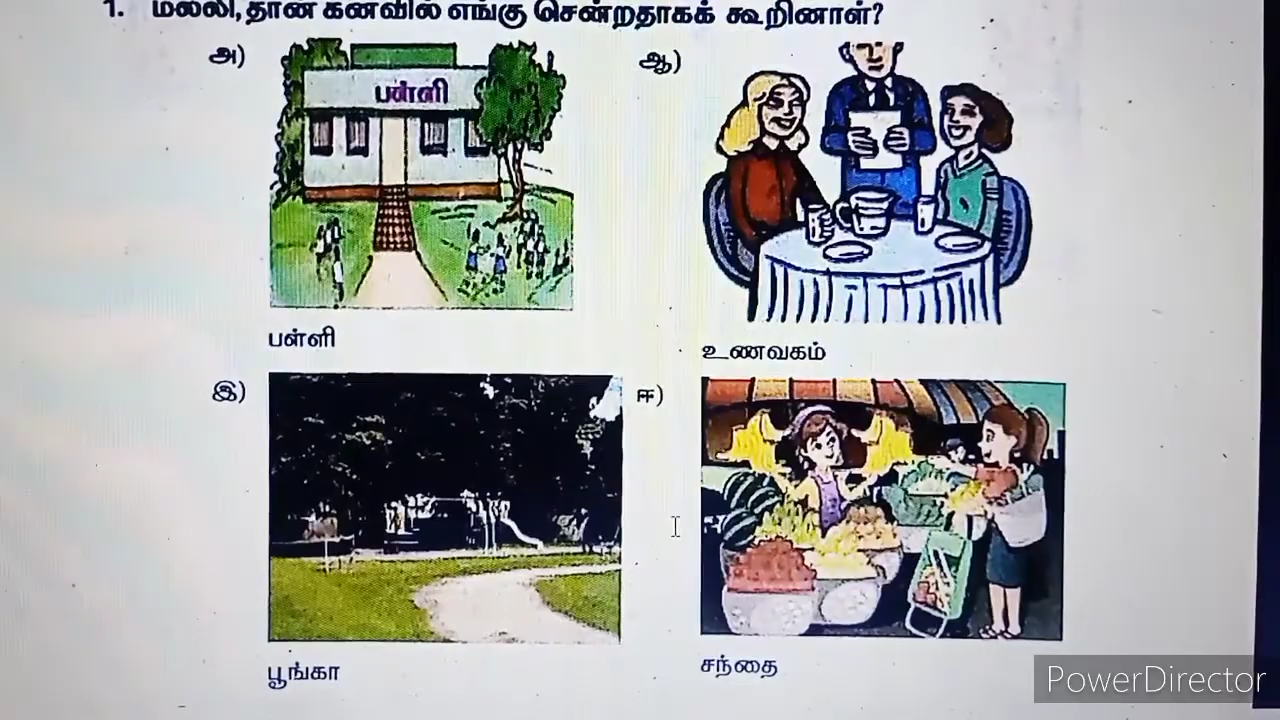 1. மல்லி, தான் கனவில் எங்கு சென்றதாகக் கூறினாள்?
அ)
ஆ)
பள்ளி
பள்ளி
உணவகம்
இ)
ஈ)
பூங்கா
சந்தை
PowerDirector